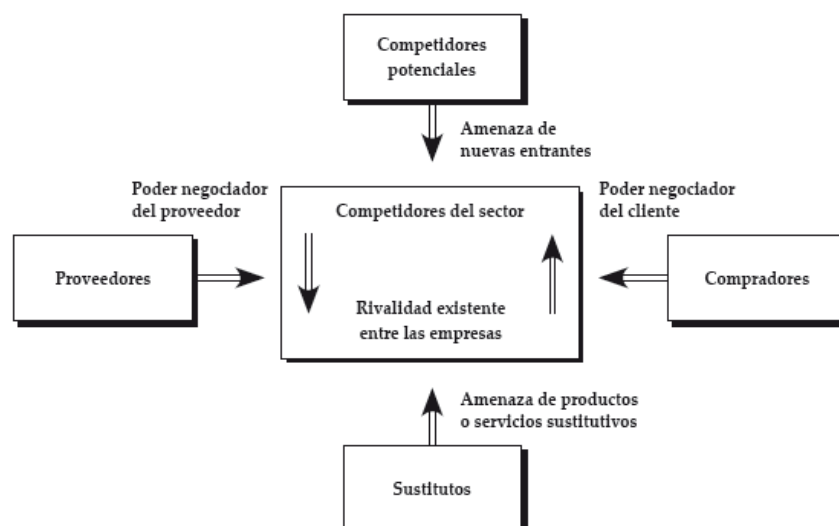 Competidores
potenciales
Amenaza de
nuevas entrantes
Poder negociador
del proveedor
Poder negociador
del cliente
Competidores del sector
Proveedores
Compradores
Rivalidad existente
entre las empresas
Amenaza de productos
o servicios sustitutivos
Sustitutos